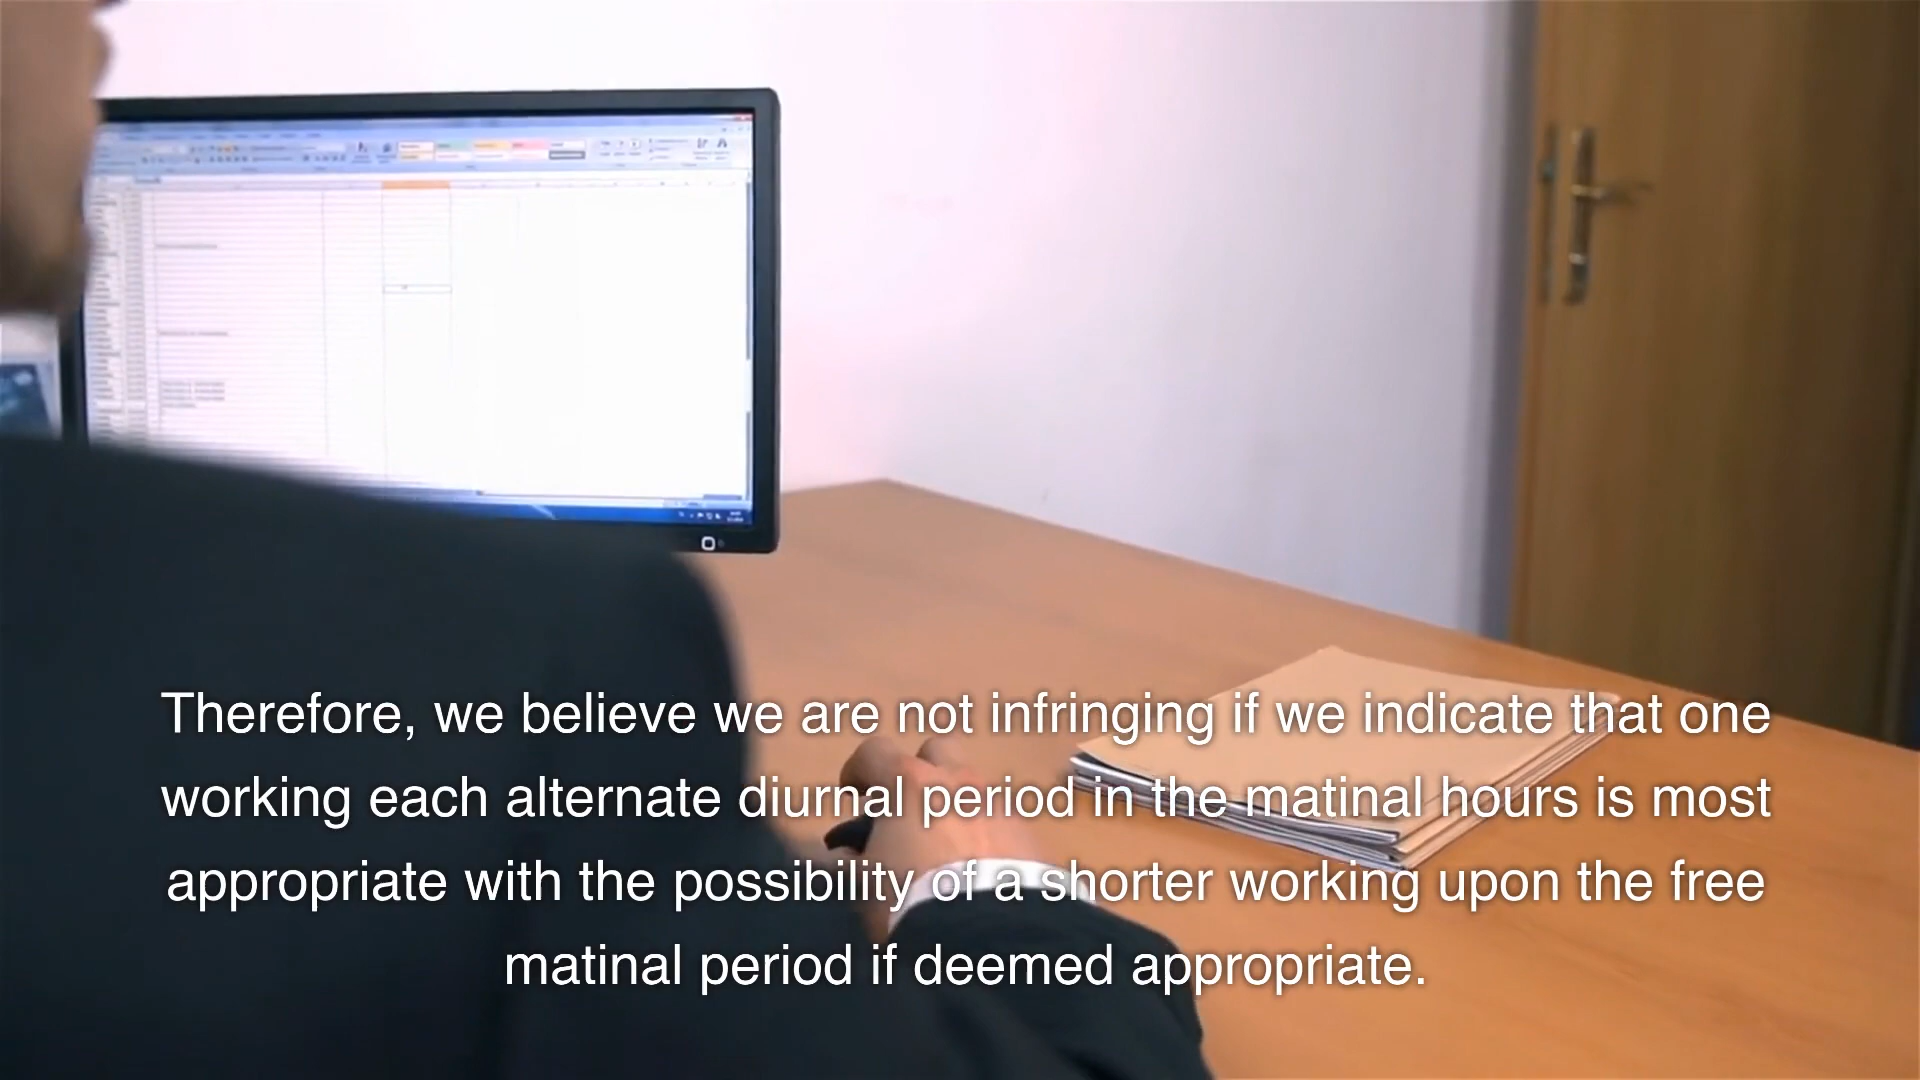 Therefore, we believe we are not infringing if we indicate that one
working each alternate diurnal period in the matinal hours is most
appropriate with the possibility of a shorter working upon the free
matinal period if deemed appropriate.